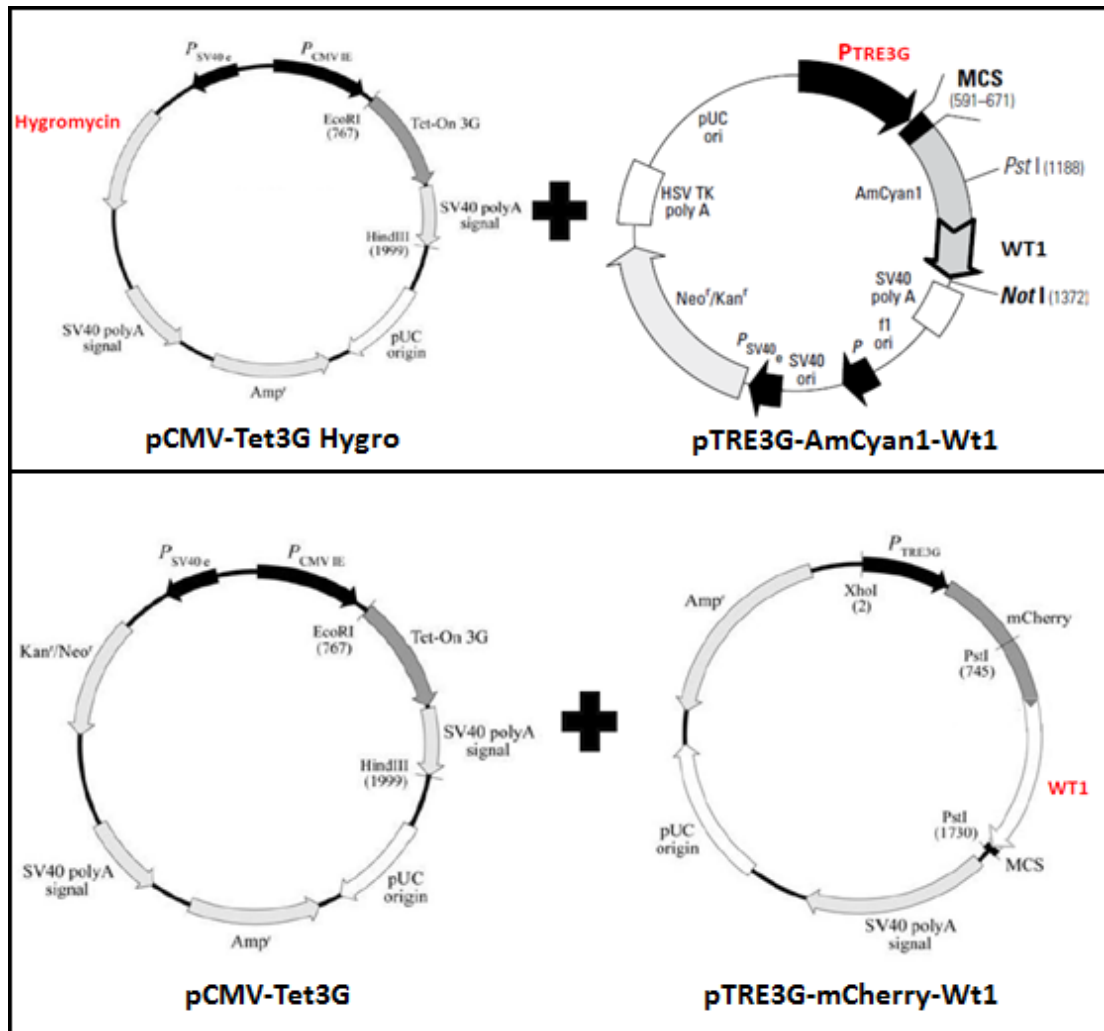 PSV40 e
PCMV IE
Hygromycin
EcoRI
(767)
Tet-On 3G
SV40 polyA
signal
HindIII
(1999)
SV40 polyA
signal
pUC
origin
Ampr
pCMV-Tet3G Hygro
PTRE3G
MCS
(591–671)
pUC
ori
Pst I (1188)
HSV TK
poly A
AmCyan1
WT1
SV40
poly A
Not I (1372)
Neor/Kanr
f1
ori
P
PSV40e
SV40
ori
pTRE3G-AmCyan1-Wt1
PSV40 e
PCMV IE
Kanr/Neor
EcoRI
(767)
Tet-On 3G
SV40 polyA
signal
HindIII
(1999)
SV40 polyA
signal
pUC
origin
Ampr
pCMV-Tet3G
PTRE3G
XhoI
(2)
Ampr
mCherry
PstI
(745)
WT1
PstI
(1730)
MCS
pUC
origin
SV40 polyA
signal
pTRE3G-mCherry-Wt1